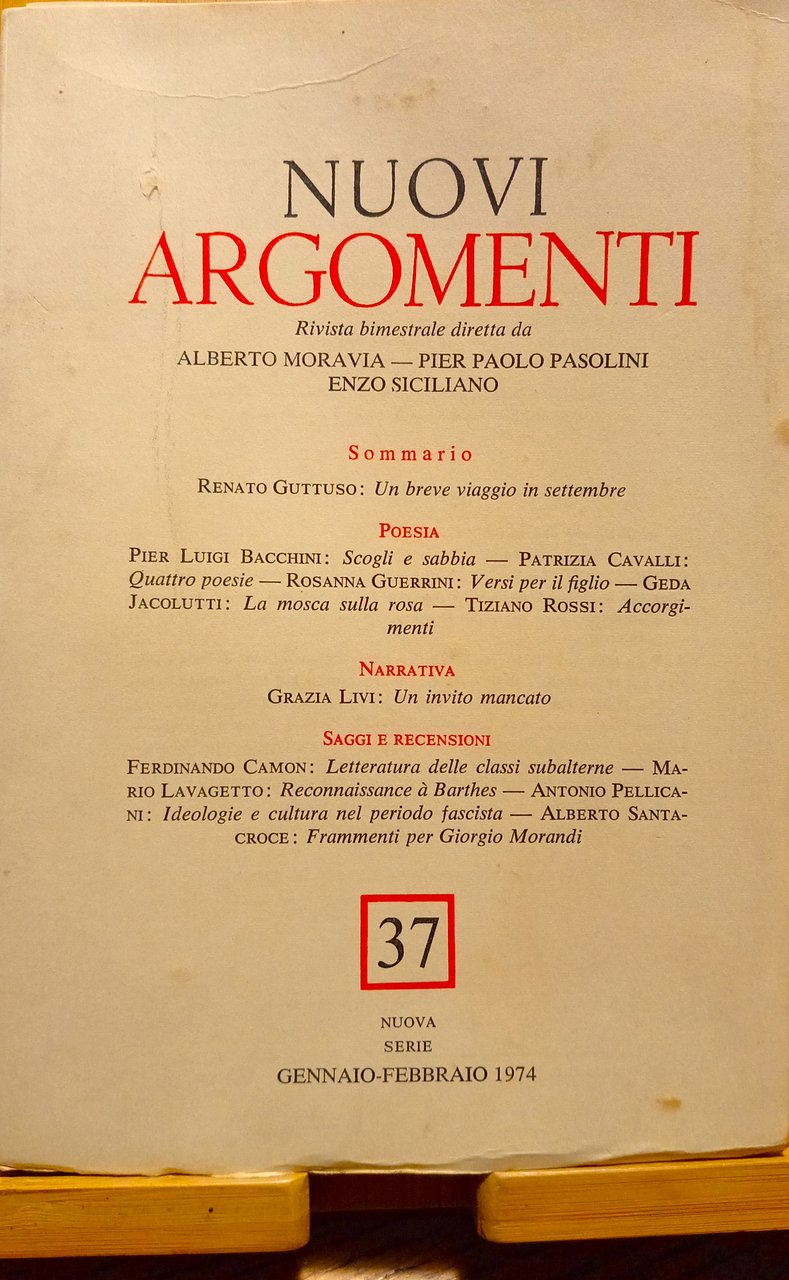 NUOVI
ARGOMENTI
Rivista bimestrale diretta da
ALBERTO MORAVIA — PIER PAOLO PASOLINI
ENZO SICILIANO
Sommario
RENATO GUTTUSO: Un breve viaggio in settembre
POESIA
PIER LUIGI BACCHINI: Scogli e sabbia — PATRIZIA CAVALLI:
Quattro poesie — ROSANNA GUERRINI: Versi per il figlio — GEDA
JACOLUTTI: La mosca sulla rosa — TIZIANO ROSSI: Accorgi-
menti
NARRATIVA
GRAZIA LIVI: Un invito mancato
SAGGI E RECENSIONI
FERDINANDO CAMON: Letteratura delle classi subalterne — MA-
RIO LAVAGETTO: Reconnaissance à Barthes — ANTONIO PELLICA-
NI: Ideologie e cultura nel periodo fascista — ALBERTO SANTA-
CROCE: Frammenti per Giorgio Morandi
37
NUOVA
SERIE
GENNAIO-FEBBRAIO 1974